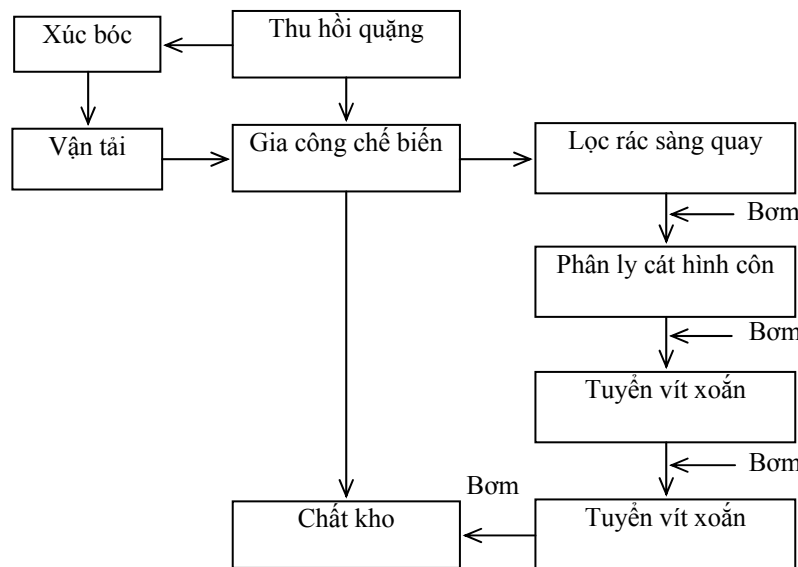 Xúc bóc
Thu hồi quặng
Vận tải
Gia công chế biến
Lọc rác sàng quay
Bơm
Phân ly cát hình côn
Bơm
Tuyển vít xoắn
Bơm
Bơm
Chất kho
Tuyển vít xoắn